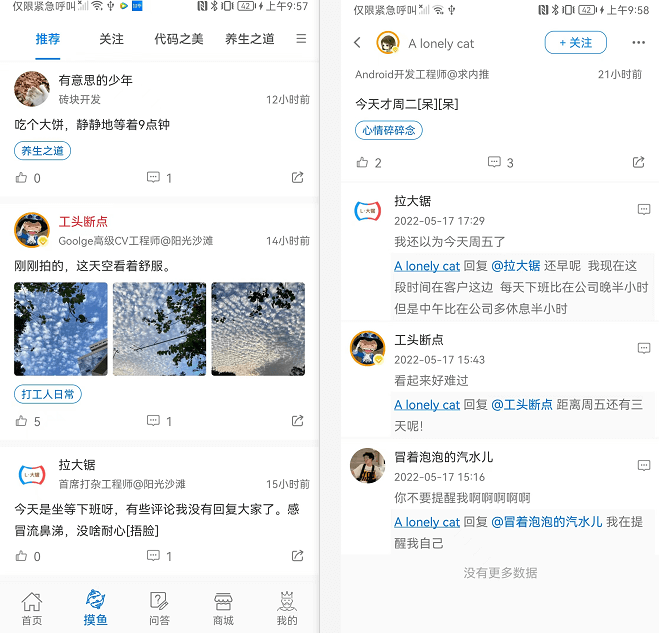 仅限紧急呼叫
42
上午9:57
推荐
关注
代码之美
养生之道
有意思的少年
砖块开发
12小时前
吃个大饼，静静地等着9点钟
养生之道
0
1
工头断点
Goolge高级CV工程师@阳光沙滩
14小时前
刚刚拍的，这天空看着舒服。
打工人日常
5
1
拉大锯
首席打杂工程师@阳光沙滩
15小时前
今天是坐等下班呀，有些评论我没有回复大家了。感
冒流鼻涕，没啥耐心[捂脸]
0
1
首页
摸鱼
问答
商城
我的
仅限紧急呼叫
42
上午9:58
A lonely cat
+ 关注
Android开发工程师@求内推
21小时前
今天才周二[呆][呆]
心情碎碎念
2
3
拉大锯
2022-05-17 17:29
我还以为今天周五了
A lonely cat 回复 @拉大锯 还早呢 我现在这
段时间在客户这边 每天下班比在公司晚半小时
但是中午比在公司多休息半小时
工头断点
2022-05-17 15:43
看起来好难过
A lonely cat 回复 @工头断点 距离周五还有三
天呢!
冒着泡泡的汽水儿
2022-05-17 15:16
你不要提醒我啊啊啊啊啊
A lonely cat 回复 @冒着泡泡的汽水儿 我在提
醒我自己
没有更多数据